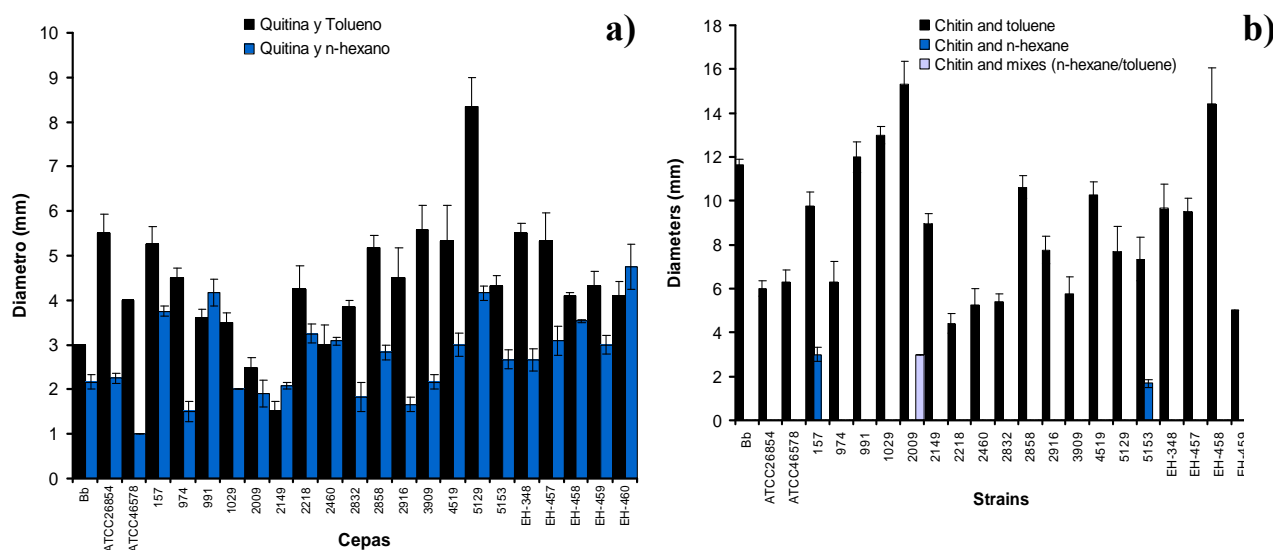 Quitina y Tolueno
Quitina y n-hexano
a)
10
9
8
7
6
5
4
3
2
1
0
Diametro (mm)
Bb
ATCC26854
ATCC46578
157
974
991
1029
2009
2149
2218
2460
2832
2858
2916
3909
4519
5129
5153
EH-348
EH-457
EH-458
EH-459
EH-460
Cepas
Chitin and toluene
Chitin and n-hexane
Chitin and mixes (n-hexane/toluene)
b)
18
16
14
12
10
8
6
4
2
0
Diameters (mm)
Bb
ATCC26854
ATCC46578
157
974
991
1029
2009
2149
2218
2460
2832
2858
2916
3909
4519
5129
5153
EH-348
EH-457
EH-458
EH-459
Strains